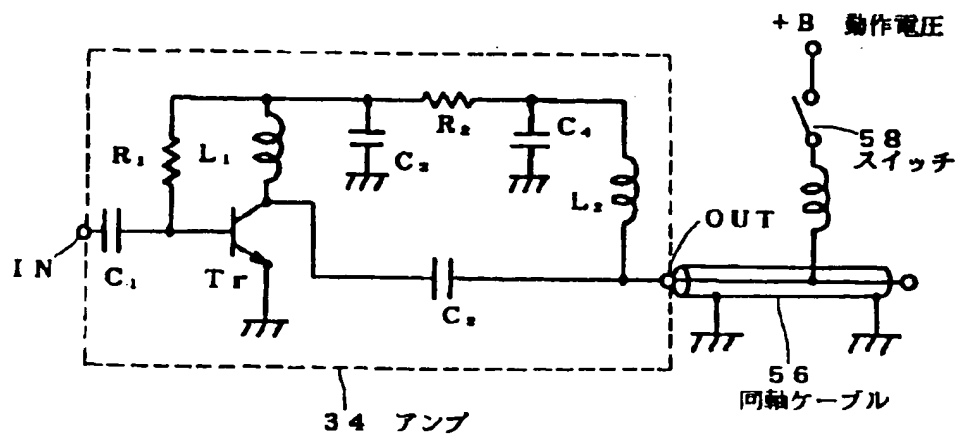 +B 動作電圧
R₁
L₁
C₃
R₂
C₄
58
スイッチ
L₂
OUT
IN
C₁
Tr
C₂
56
同軸ケーブル
34 アンプ